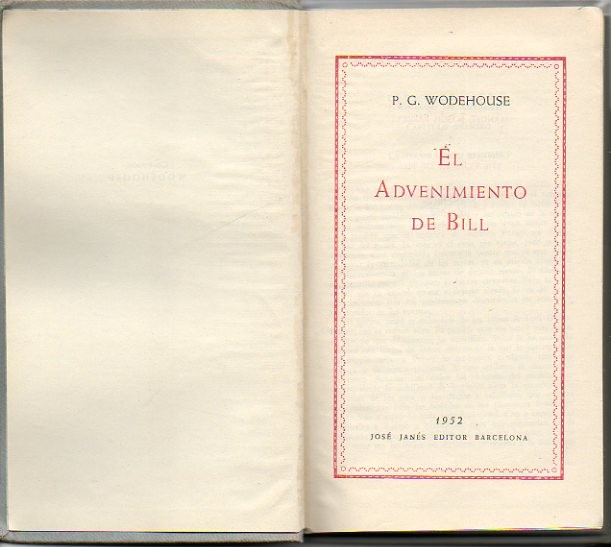 P. G. WODEHOUSE
EL
ADVENIMIENTO
DE BILL
1952
JOSÉ JANÉS EDITOR BARCELONA